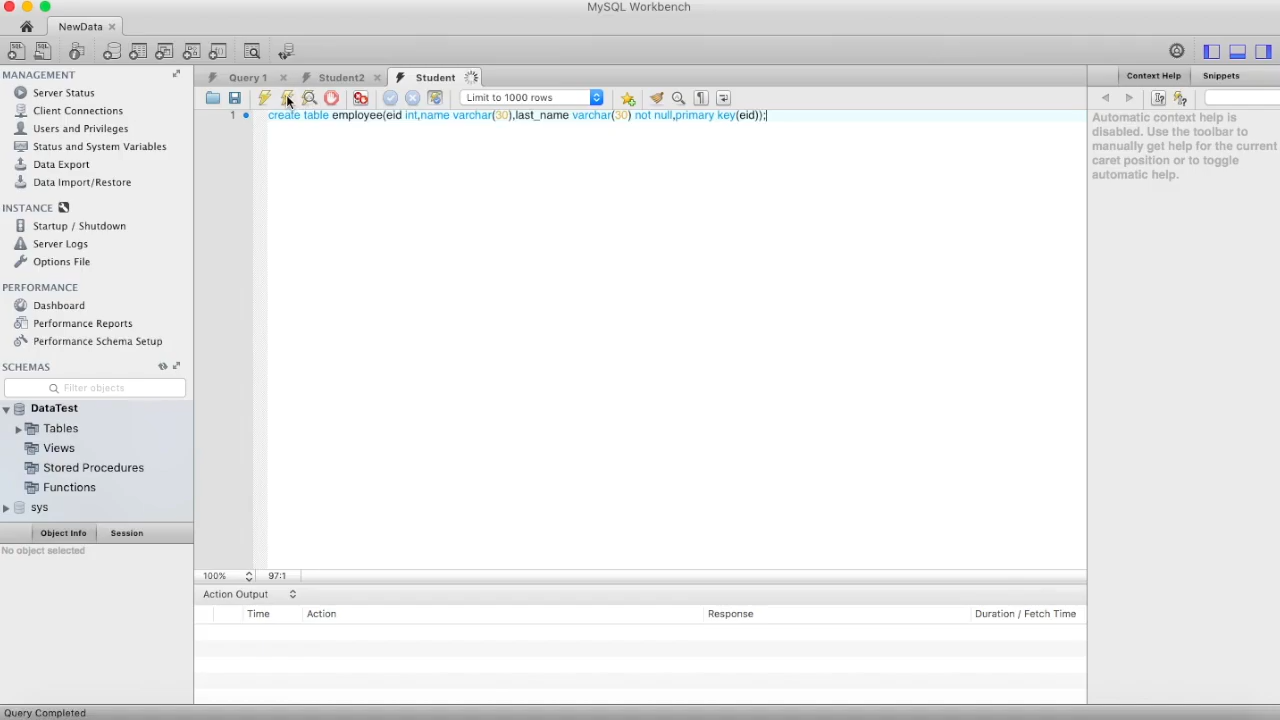 MySQL Workbench
NewData
MANAGEMENT
Server Status
Client Connections
Users and Privileges
Status and System Variables
Data Export
Data Import/Restore
INSTANCE
Startup / Shutdown
Server Logs
Options File
PERFORMANCE
Dashboard
Performance Reports
Performance Schema Setup
SCHEMAS
Filter objects
DataTest
Tables
Views
Stored Procedures
Functions
sys
Object Info Session
No object selected
Query 1 Student2 Student
Limit to 1000 rows
1 create table employee(eid int,name varchar(30),last_name varchar(30) not null,primary key(eid));
100% 97:1
Action Output
Time Action Response Duration / Fetch Time
Context Help Snippets
Automatic context help is
disabled. Use the toolbar to
manually get help for the current
caret position or to toggle
automatic help.
Query Completed